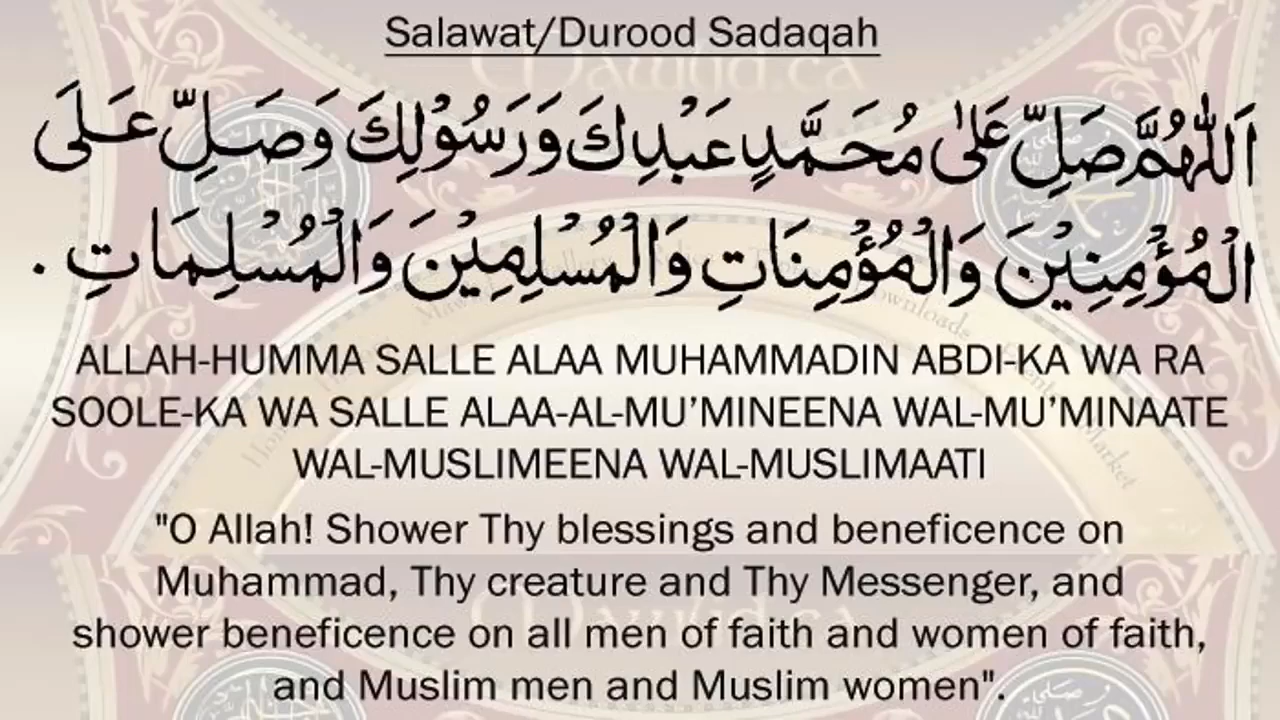 Salawat/Durood Sadaqah
اَللّٰهُمَّ صَلِّ عَلٰى مُحَمَّدٍ عَبْدِكَ وَرَسُوْلِكَ وَصَلِّ عَلَى
الْمُؤْمِنِيْنَ وَالْمُؤْمِنَاتِ وَالْمُسْلِمِيْنَ وَالْمُسْلِمَاتِ .
ALLAH-HUMMA SALLE ALAA MUHAMMADIN ABDI-KA WA RA
SOOLE-KA WA SALLE ALAA-AL-MU’MINEENA WAL-MU’MINAATE
WAL-MUSLIMEENA WAL-MUSLIMAATI
"O Allah! Shower Thy blessings and beneficence on
Muhammad, Thy creature and Thy Messenger, and
shower beneficence on all men of faith and women of faith,
and Muslim men and Muslim women".